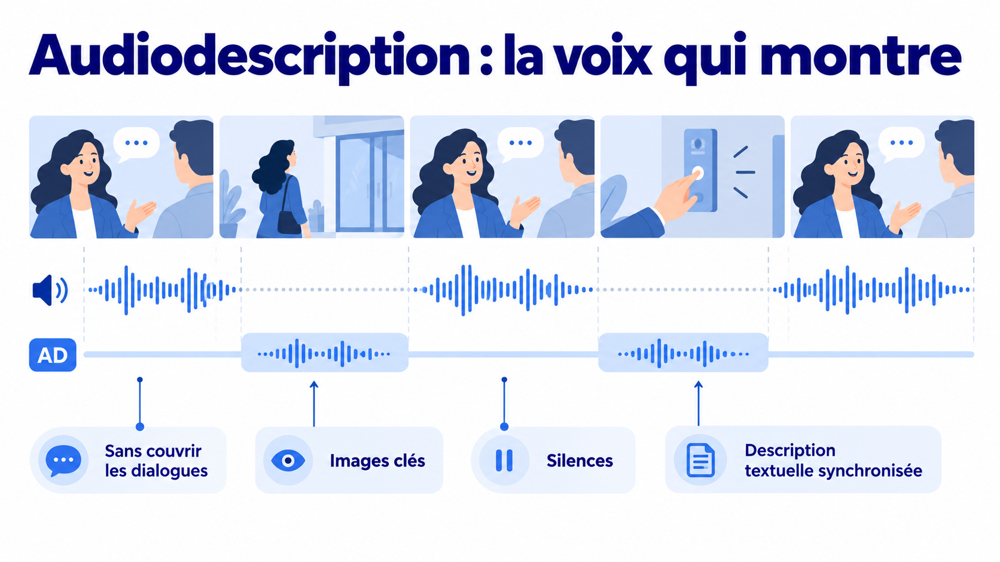 Audiodescription : la voix qui montre
AD
Sans couvrir
les dialogues
Images clés
Silences
Description
textuelle synchronisée